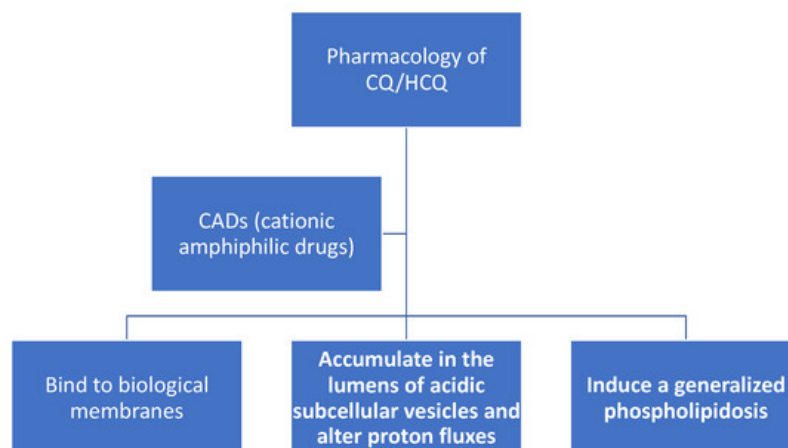 Pharmacology of
CQ/HCQ
CADs (cationic
amphiphilic drugs)
Bind to biological
membranes
Accumulate in the
lumens of acidic
subcellular vesicles and
alter proton fluxes
Induce a generalized
phospholipidosis